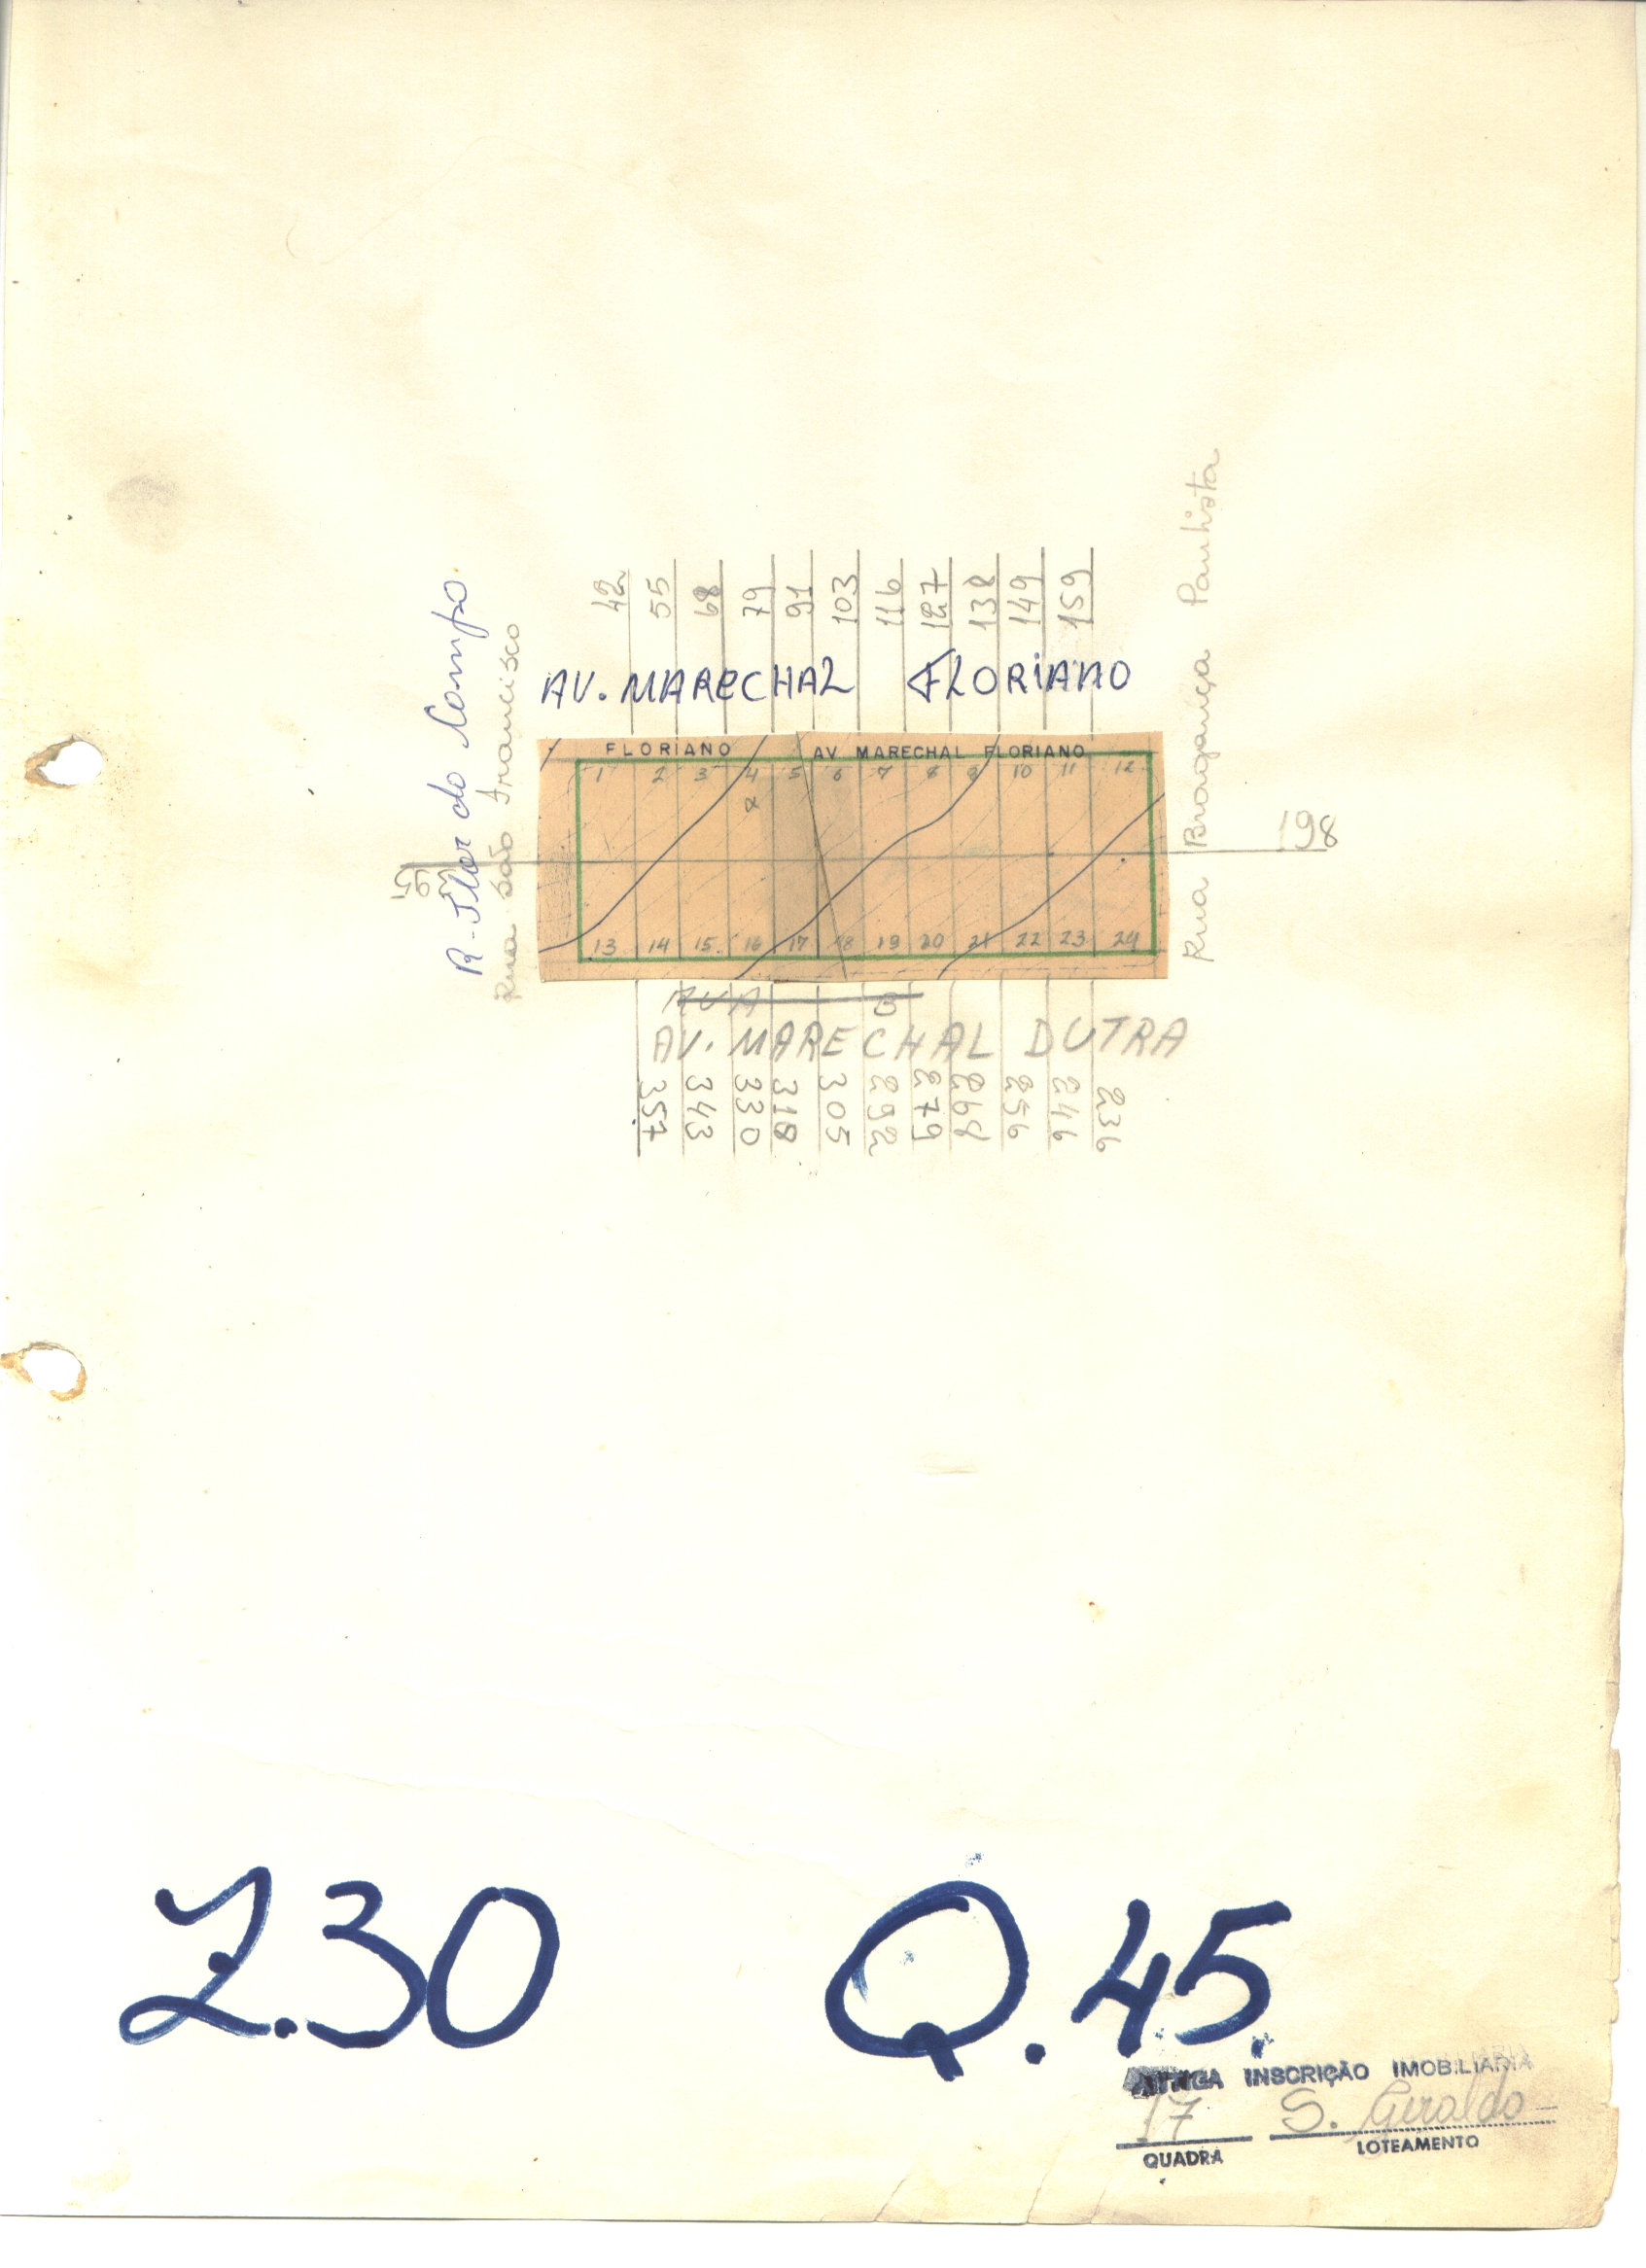 42 55 68 79 91 103 116 127 138 149 159
R- Flor do Campo
Rua São Francisco
AV. MARECHAL FLORIANO
Rua Bragança Paulista
FLORIANO AV MARECHAL FLORIANO
1 2 3 4 5 6 7 8 9 10 11 12
198
13 14 15 16 17 18 19 20 21 22 23 24
RUA B
AV. MARECHAL DUTRA
357 343 330 318 305 292 279 268 256 246 236
Z.30 Q.45.
INSCRIÇÃO IMOBILIARIA
17 S. Geraldo
QUADRA LOTEAMENTO